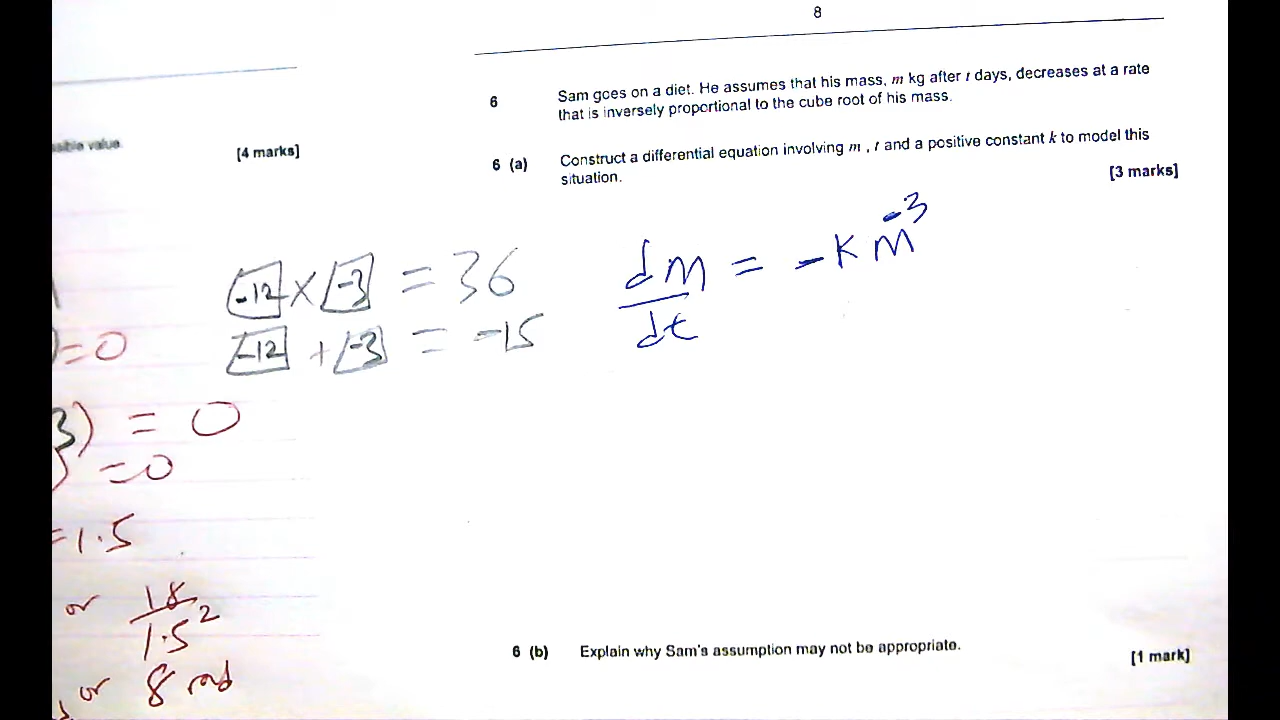 8
6 Sam goes on a diet. He assumes that his mass, m kg after t days, decreases at a rate
that is inversely proportional to the cube root of his mass.
value.
[4 marks]
6 (a) Construct a differential equation involving m , t and a positive constant k to model this
situation.
[3 marks]
-12 × -3 = 36
-12 + -3 = -15
dm/dt = -km^-3
=0
3) = 0
=0
=1.5
or 18/1.5²
or 8 rad
6 (b) Explain why Sam's assumption may not be appropriate.
[1 mark]